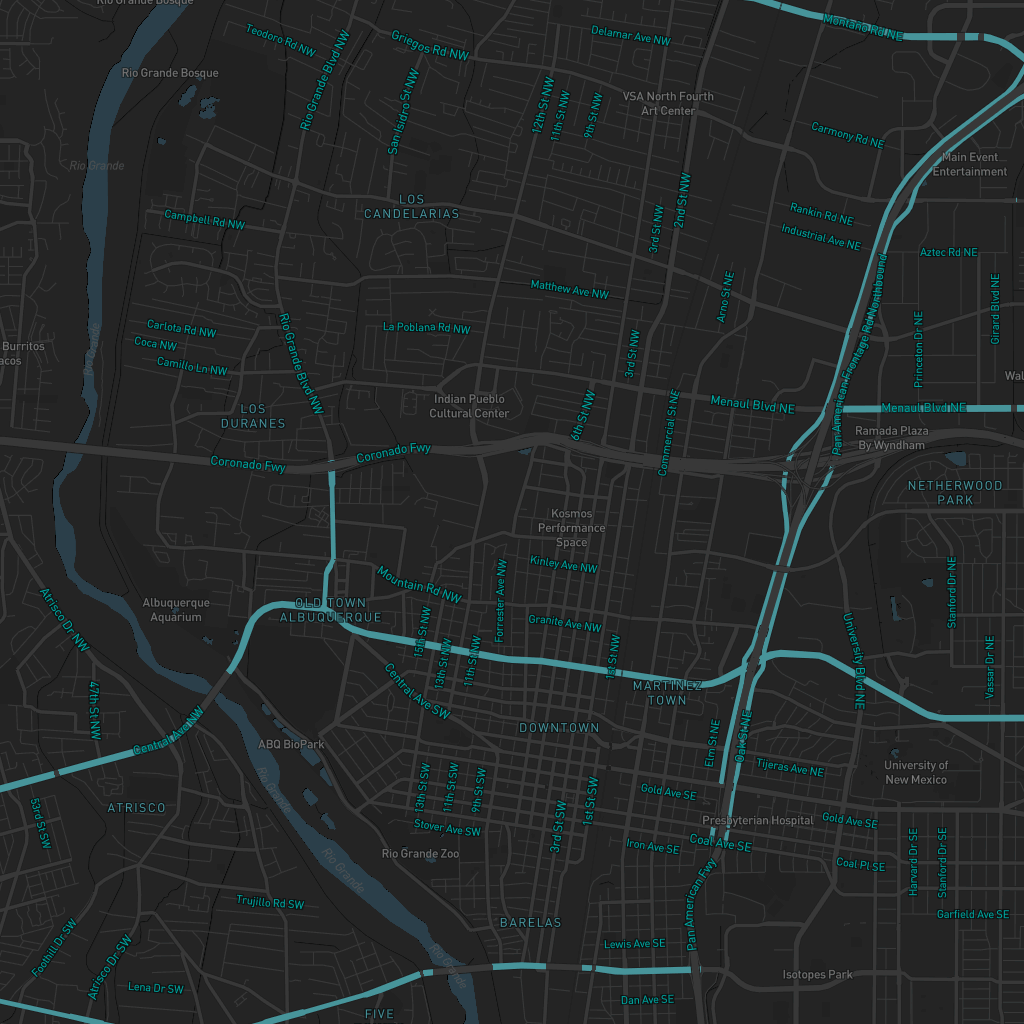 Rio Grande Bosque
Montano Rd NE
Teodoro Rd NW
Griegos Rd NW
Delamar Ave NW
Rio Grande Bosque
Rio Grande Blvd NW
San Isidro St NW
12th St NW
11th St NW
9th St NW
VSA North Fourth
Art Center
Carmony Rd NE
Main Event
Entertainment
Rio Grande
LOS
CANDELARIAS
Campbell Rd NW
2nd St NW
3rd St NW
Rankin Rd NE
Industrial Ave NE
Aztec Rd NE
Matthew Ave NW
Arno St NE
Pan American Frontage Rd Northbound
Girard Blvd NE
Princeton Dr NE
Carlota Rd NW
Coca NW
Camillo Ln NW
La Poblana Rd NW
Rio Grande Blvd NW
3rd St NW
Burritos
acos
Rio Grande
Wal
LOS
DURANES
Indian Pueblo
Cultural Center
6th St NW
Commercial St NE
Menaul Blvd NE
Menaul Blvd NE
Ramada Plaza
By Wyndham
Coronado Fwy
Coronado Fwy
NETHERWOOD
PARK
Kosmos
Performance
Space
Kinley Ave NW
Mountain Rd NW
Forrester Ave NW
Stanford Dr NE
Atrisco Dr NW
Albuquerque
Aquarium
OLD TOWN
ALBUQUERQUE
15th St NW
13th St NW
11th St NW
Granite Ave NW
1st St NW
University Blvd NE
Vassar Dr NE
47th St NW
Central Ave NW
Central Ave SW
MARTINEZ
TOWN
DOWNTOWN
ABQ BioPark
Elm St NE
Oak St NE
Tijeras Ave NE
University of
New Mexico
ATRISCO
53rd St SW
Rio Grande
13th St SW
11th St SW
9th St SW
Stover Ave SW
3rd St SW
1st St SW
Gold Ave SE
Presbyterian Hospital
Gold Ave SE
Iron Ave SE
Coal Ave SE
Coal Pl SE
Harvard Dr SE
Stanford Dr SE
Rio Grande Zoo
Rio Grande
Pan American Fwy
Trujillo Rd SW
Garfield Ave SE
BARELAS
Foothill Dr SW
Atrisco Dr SW
Lena Dr SW
Rio Grande
Lewis Ave SE
Isotopes Park
Dan Ave SE
FIVE